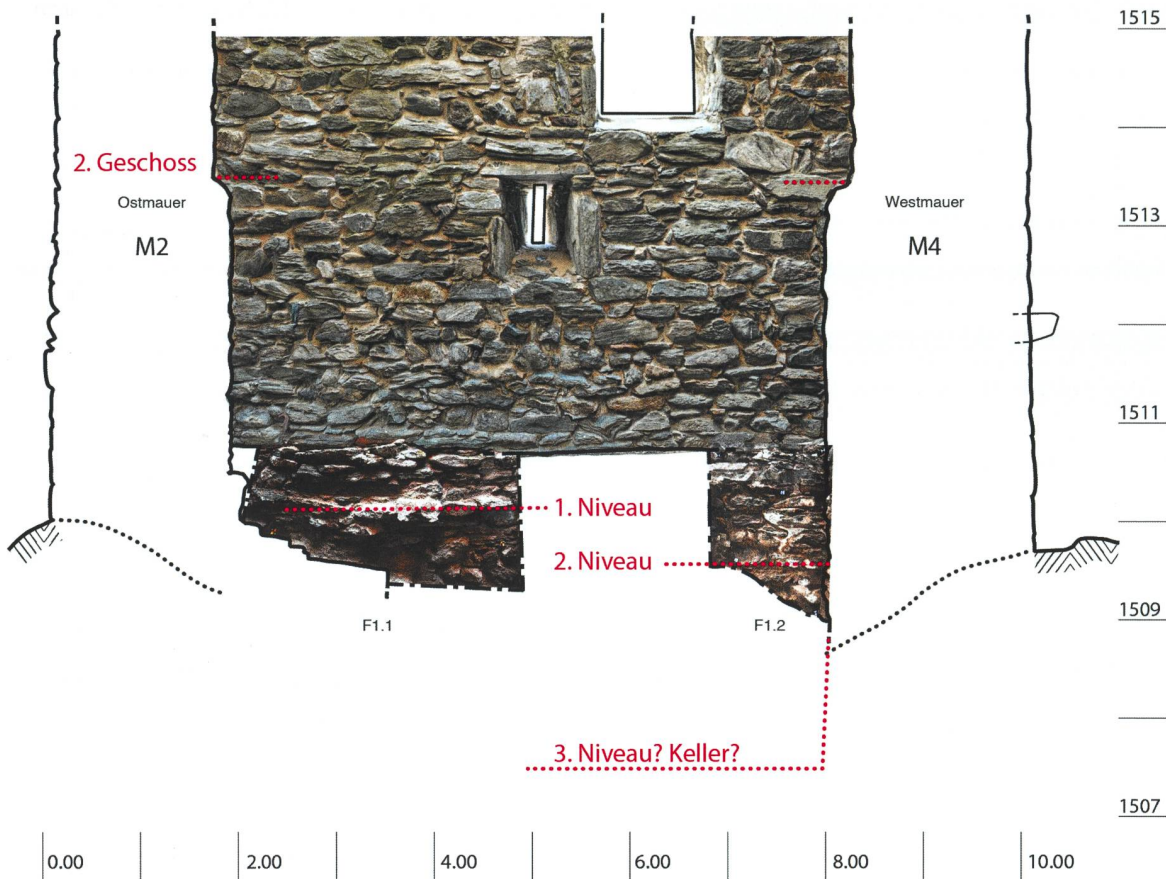 1515
2. Geschoss
Ostmauer
M2
Westmauer
M4
1513
1511
1. Niveau
2. Niveau
F1.1
F1.2
1509
3. Niveau? Keller?
1507
0.00
2.00
4.00
6.00
8.00
10.00